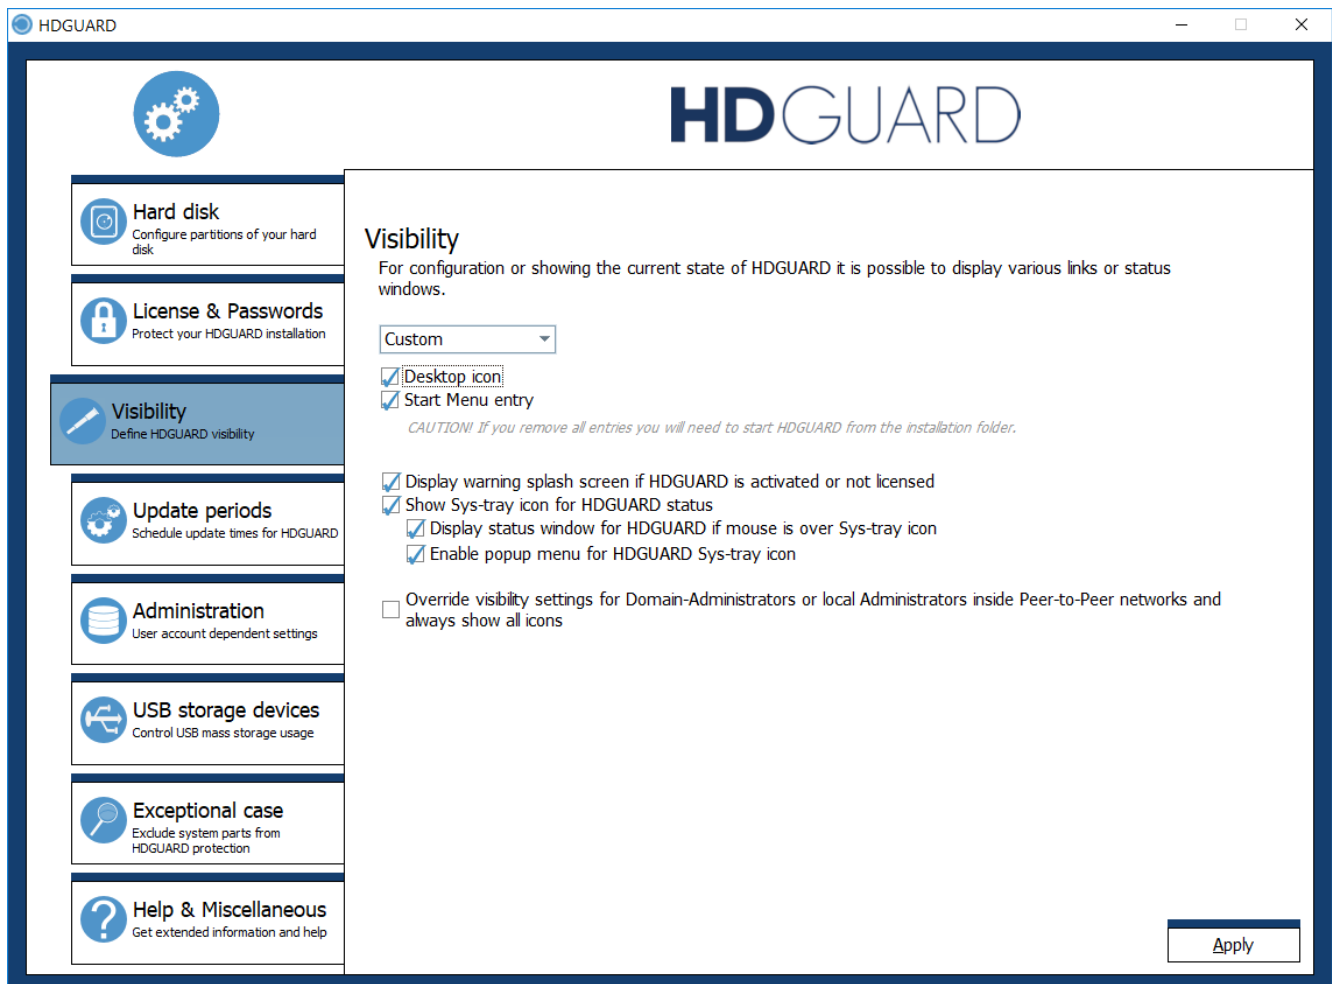 HDGUARD
HDGUARD
Hard disk
Configure partitions of your hard
disk
License & Passwords
Protect your HDGUARD installation
Visibility
Define HDGUARD visibility
Update periods
Schedule update times for HDGUARD
Administration
User account dependent settings
USB storage devices
Control USB mass storage usage
Exceptional case
Exclude system parts from
HDGUARD protection
Help & Miscellaneous
Get extended information and help
Visibility
For configuration or showing the current state of HDGUARD it is possible to display various links or status
windows.
Custom
Desktop icon
Start Menu entry
CAUTION! If you remove all entries you will need to start HDGUARD from the installation folder.
Display warning splash screen if HDGUARD is activated or not licensed
Show Sys-tray icon for HDGUARD status
Display status window for HDGUARD if mouse is over Sys-tray icon
Enable popup menu for HDGUARD Sys-tray icon
Override visibility settings for Domain-Administrators or local Administrators inside Peer-to-Peer networks and
always show all icons
Apply